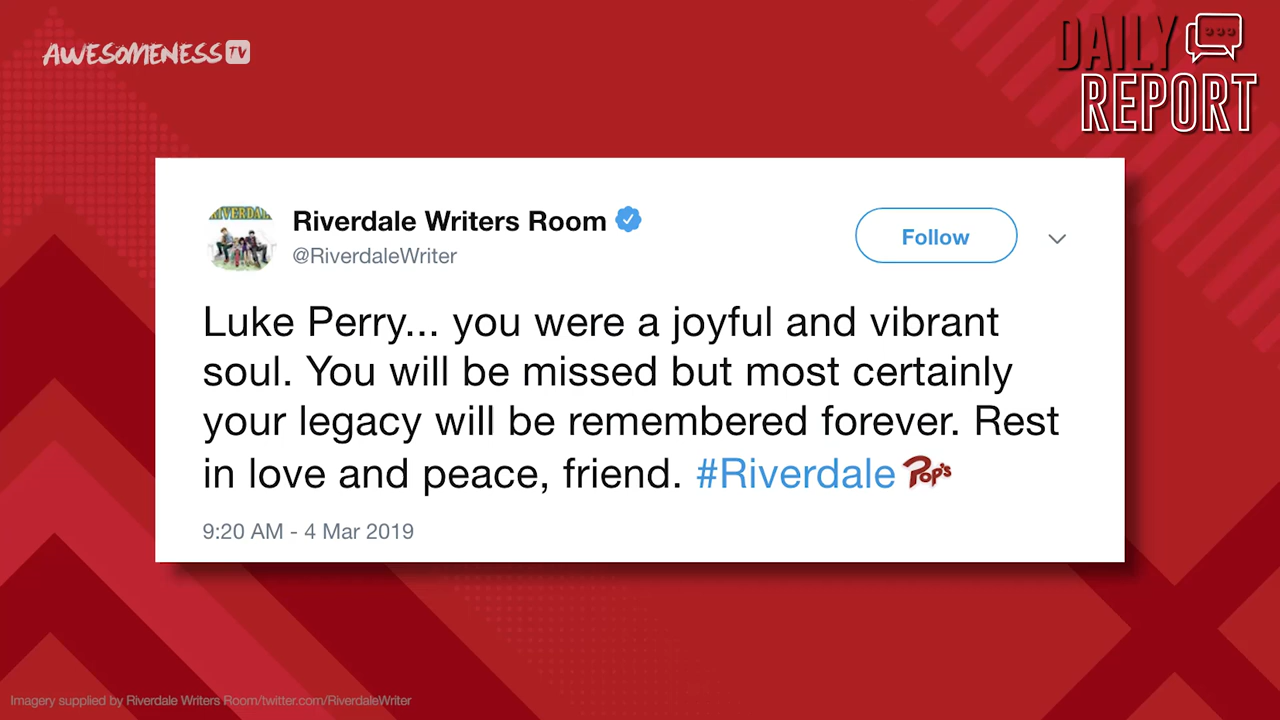 AWESOMENESS TV
DAILY
REPORT
RIVERDALE
Riverdale Writers Room
@RiverdaleWriter
Follow
Luke Perry... you were a joyful and vibrant
soul. You will be missed but most certainly
your legacy will be remembered forever. Rest
in love and peace, friend. #Riverdale Pop's
9:20 AM - 4 Mar 2019
Imagery supplied by Riverdale Writers Room/twitter.com/RiverdaleWriter